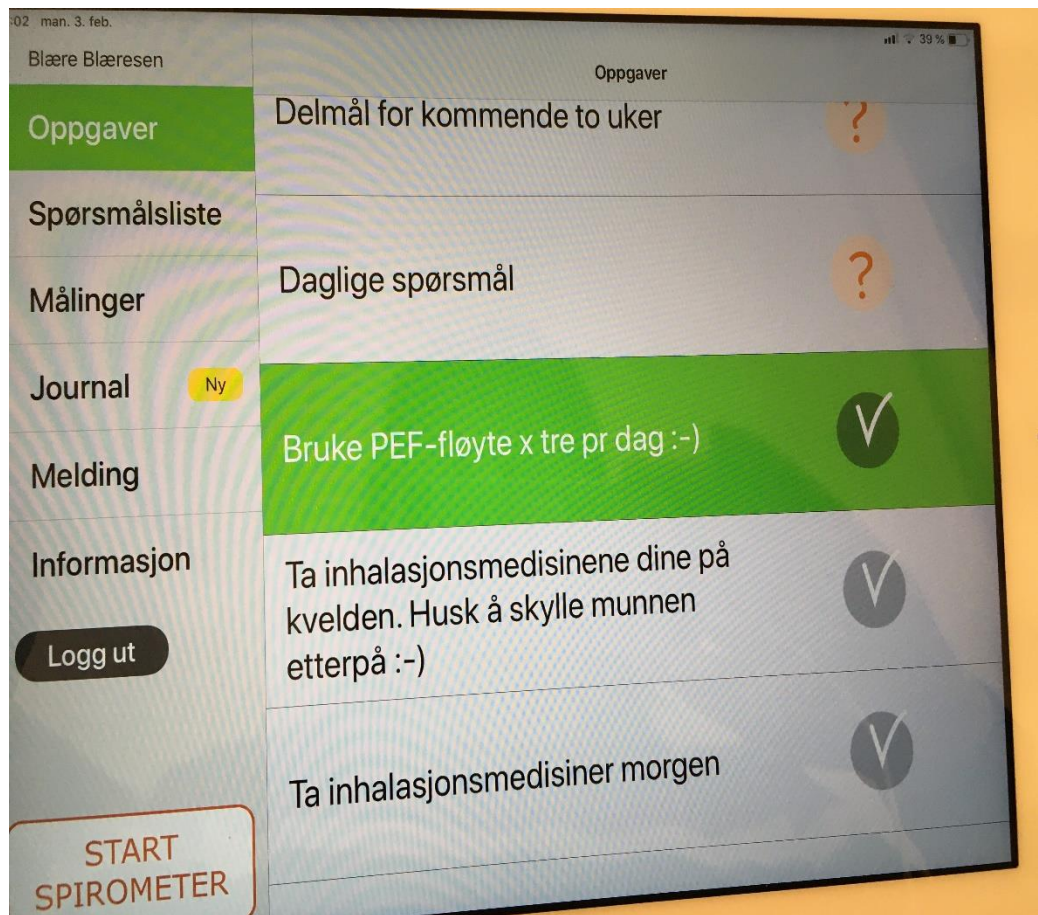 :02 man. 3. feb.
39 %
Blære Blæresen
Oppgaver
Oppgaver
Spørsmålsliste
Målinger
Journal Ny
Melding
Informasjon
Logg ut
START
SPIROMETER
Delmål for kommende to uker
?
Daglige spørsmål
?
Bruke PEF-fløyte x tre pr dag :-)
Ta inhalasjonsmedisinene dine på
kvelden. Husk å skylle munnen
etterpå :-)
Ta inhalasjonsmedisiner morgen